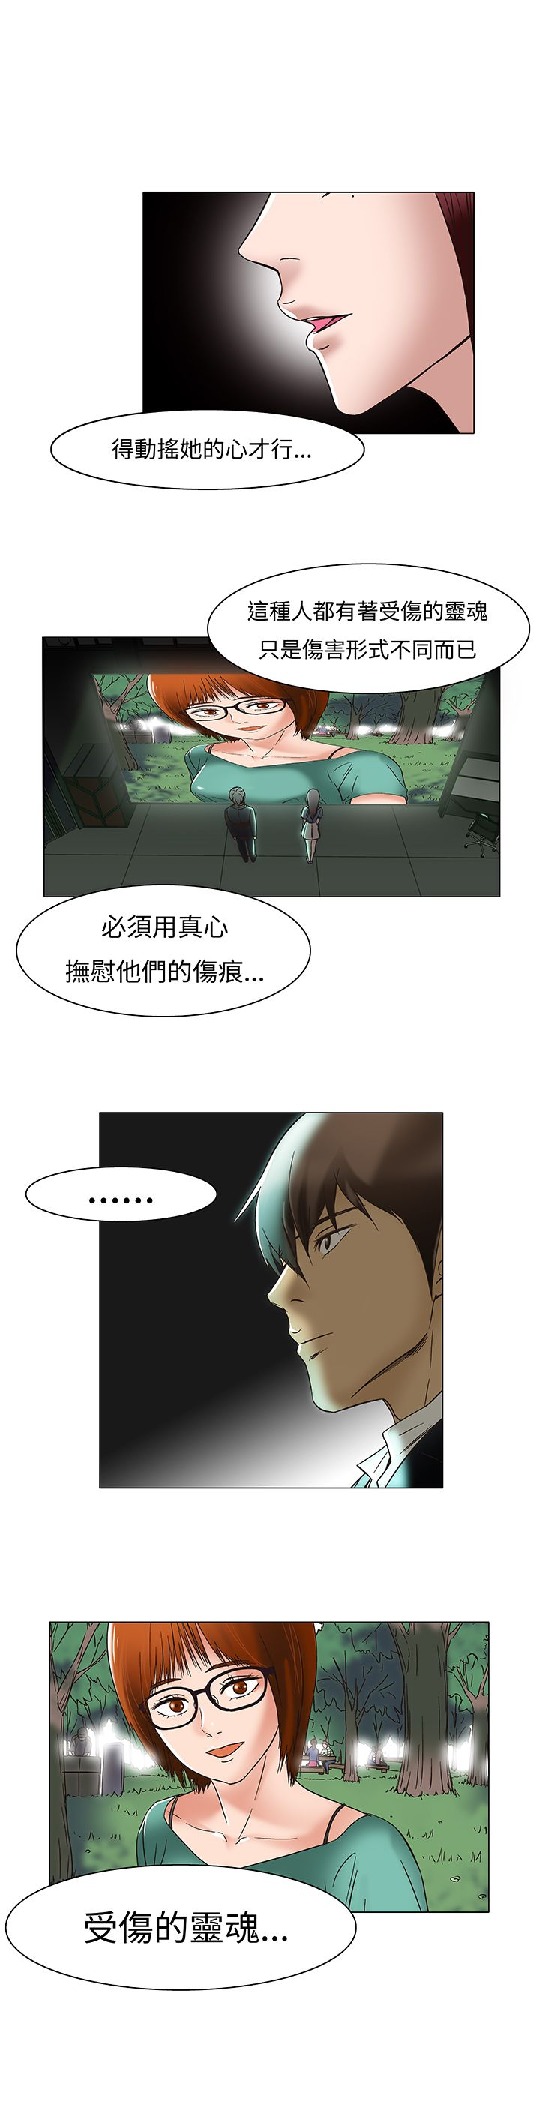 得動搖她的心才行...
這種人都有著受傷的靈魂
只是傷害形式不同而已
必須用真心
撫慰他們的傷痕...
......
受傷的靈魂...